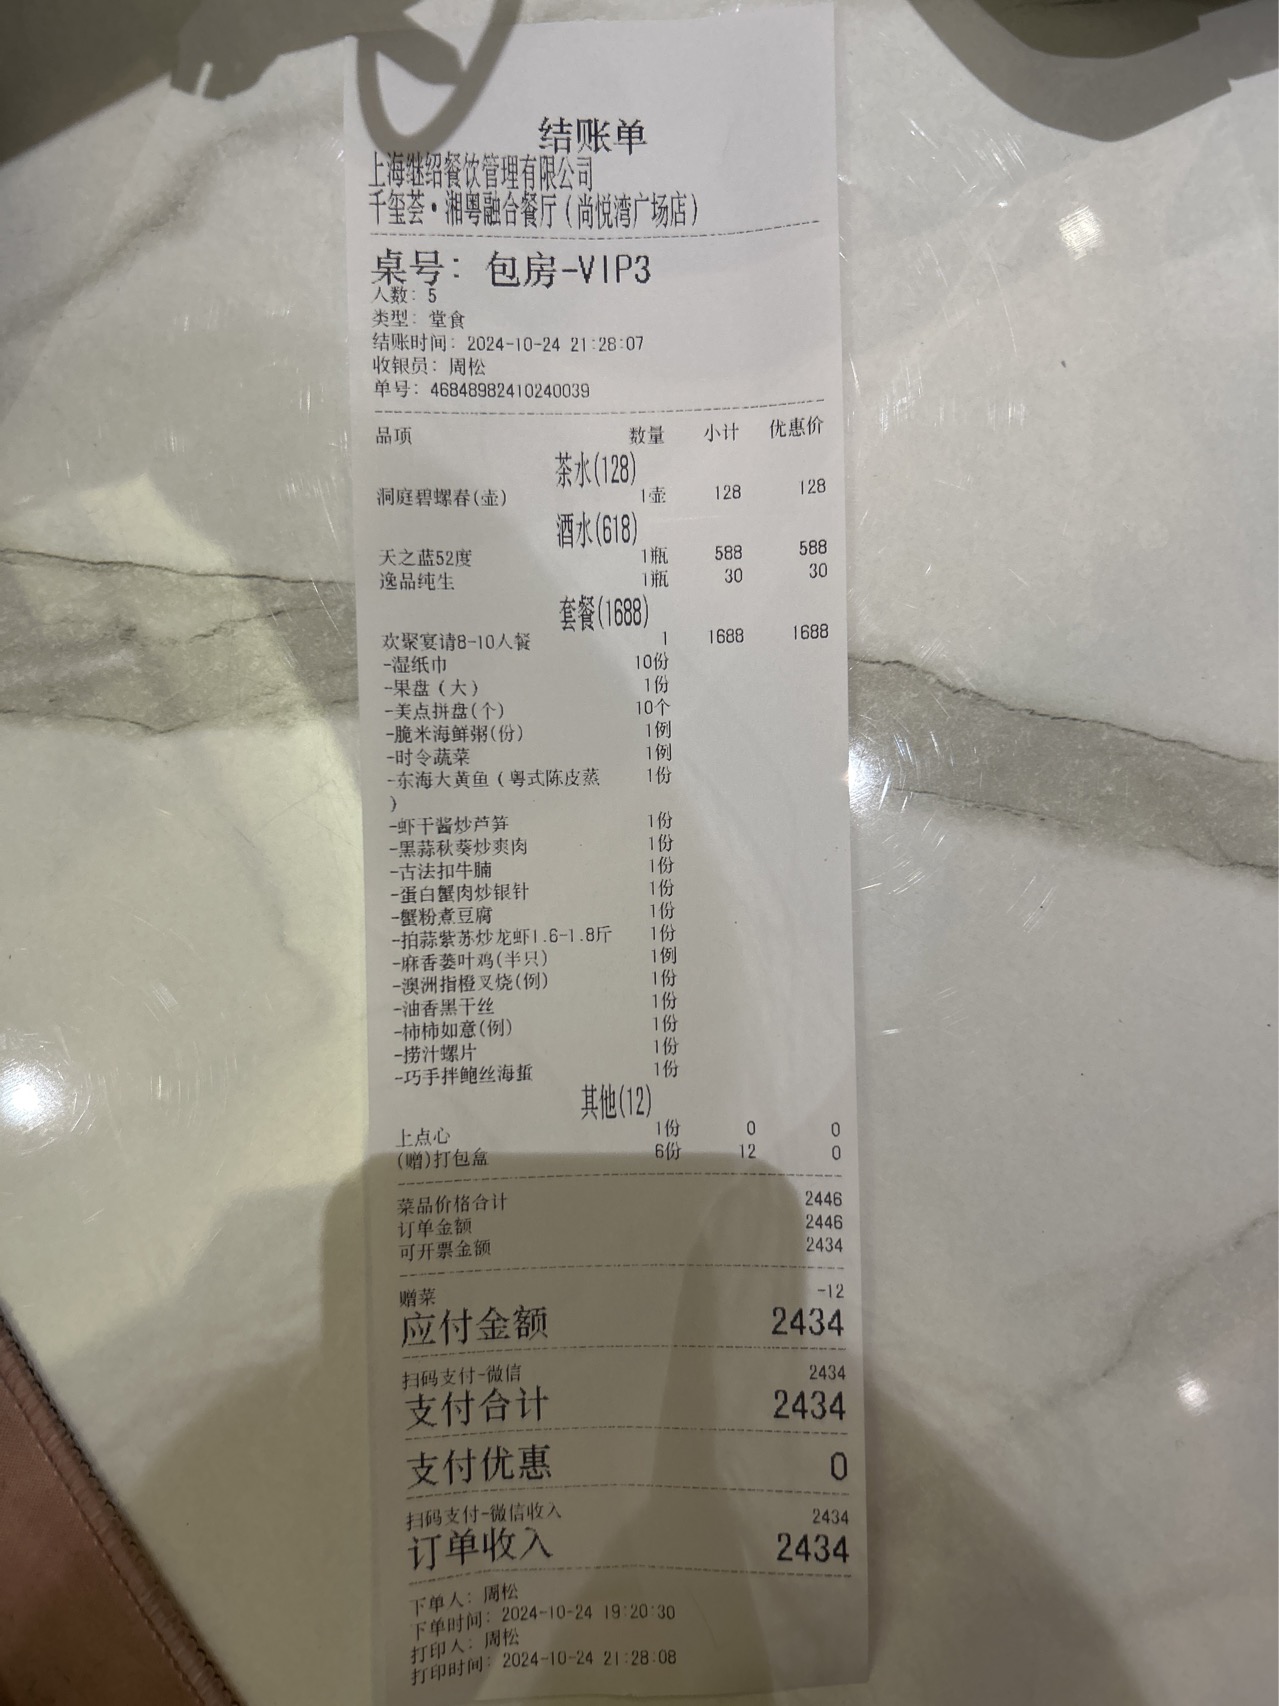 结账单
上海继绍餐饮管理有限公司
千玺荟·湘粤融合餐厅(尚悦湾广场店)
桌号: 包房-VIP3
人数: 5
类型: 堂食
结账时间: 2024-10-24 21:28:07
收银员: 周松
单号: 46848982410240039
品项 数量 小计 优惠价
茶水(128)
洞庭碧螺春(壶) 1壶 128 128
酒水(618)
天之蓝52度 1瓶 588 588
逸品纯生 1瓶 30 30
套餐(1688)
欢聚宴请8-10人餐 1 1688 1688
-湿纸巾 10份
-果盘(大) 1份
-美点拼盘(个) 10个
-脆米海鲜粥(份) 1例
-时令蔬菜 1例
-东海大黄鱼(粤式陈皮蒸 1份
)
-虾干酱炒芦笋 1份
-黑蒜秋葵炒爽肉 1份
-古法扣牛腩 1份
-蛋白蟹肉炒银针 1份
-蟹粉煮豆腐 1份
-拍蒜紫苏炒龙虾1.6-1.8斤 1份
-麻香蒌叶鸡(半只) 1例
-澳洲指橙叉烧(例) 1份
-油香黑干丝 1份
-柿柿如意(例) 1份
-捞汁螺片 1份
-巧手拌鲍丝海蜇 1份
其他(12)
上点心 1份 0 0
(赠)打包盒 6份 12 0
菜品价格合计 2446
订单金额 2446
可开票金额 2434
赠菜 -12
应付金额 2434
扫码支付-微信 2434
支付合计 2434
支付优惠 0
扫码支付-微信收入 2434
订单收入 2434
下单人: 周松
下单时间: 2024-10-24 19:20:30
打印人: 周松
打印时间: 2024-10-24 21:28:08